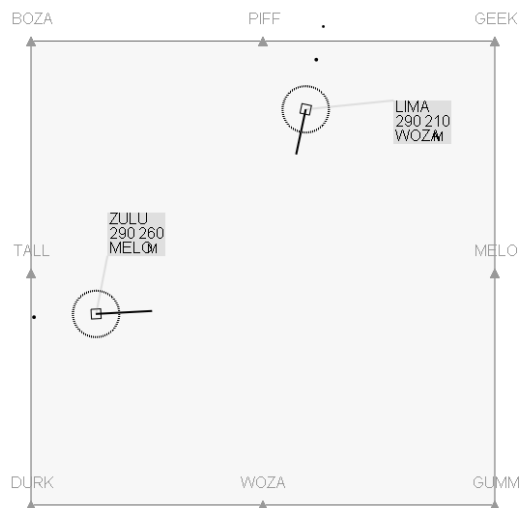 BOZA PIFF GEEK
LIMA
290 210
WOZA M
ZULU
290 260
MELO M
TALL MELO
DURK WOZA GUMM